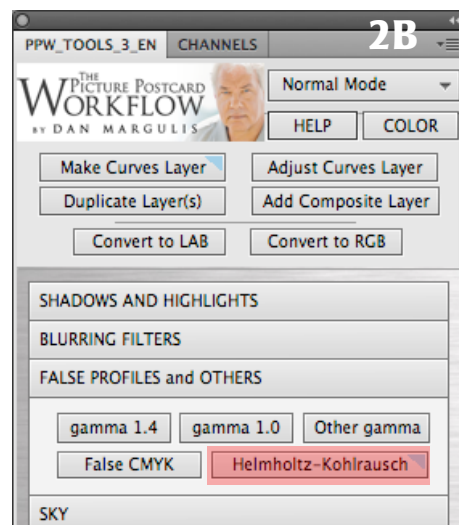 2B
PPW_TOOLS_3_EN CHANNELS
THE
PICTURE POSTCARD
WORKFLOW
BY DAN MARGULIS
Normal Mode
HELP COLOR
Make Curves Layer Adjust Curves Layer
Duplicate Layer(s) Add Composite Layer
Convert to LAB Convert to RGB
SHADOWS AND HIGHLIGHTS
BLURRING FILTERS
FALSE PROFILES and OTHERS
gamma 1.4 gamma 1.0 Other gamma
False CMYK Helmholtz-Kohlrausch
SKY